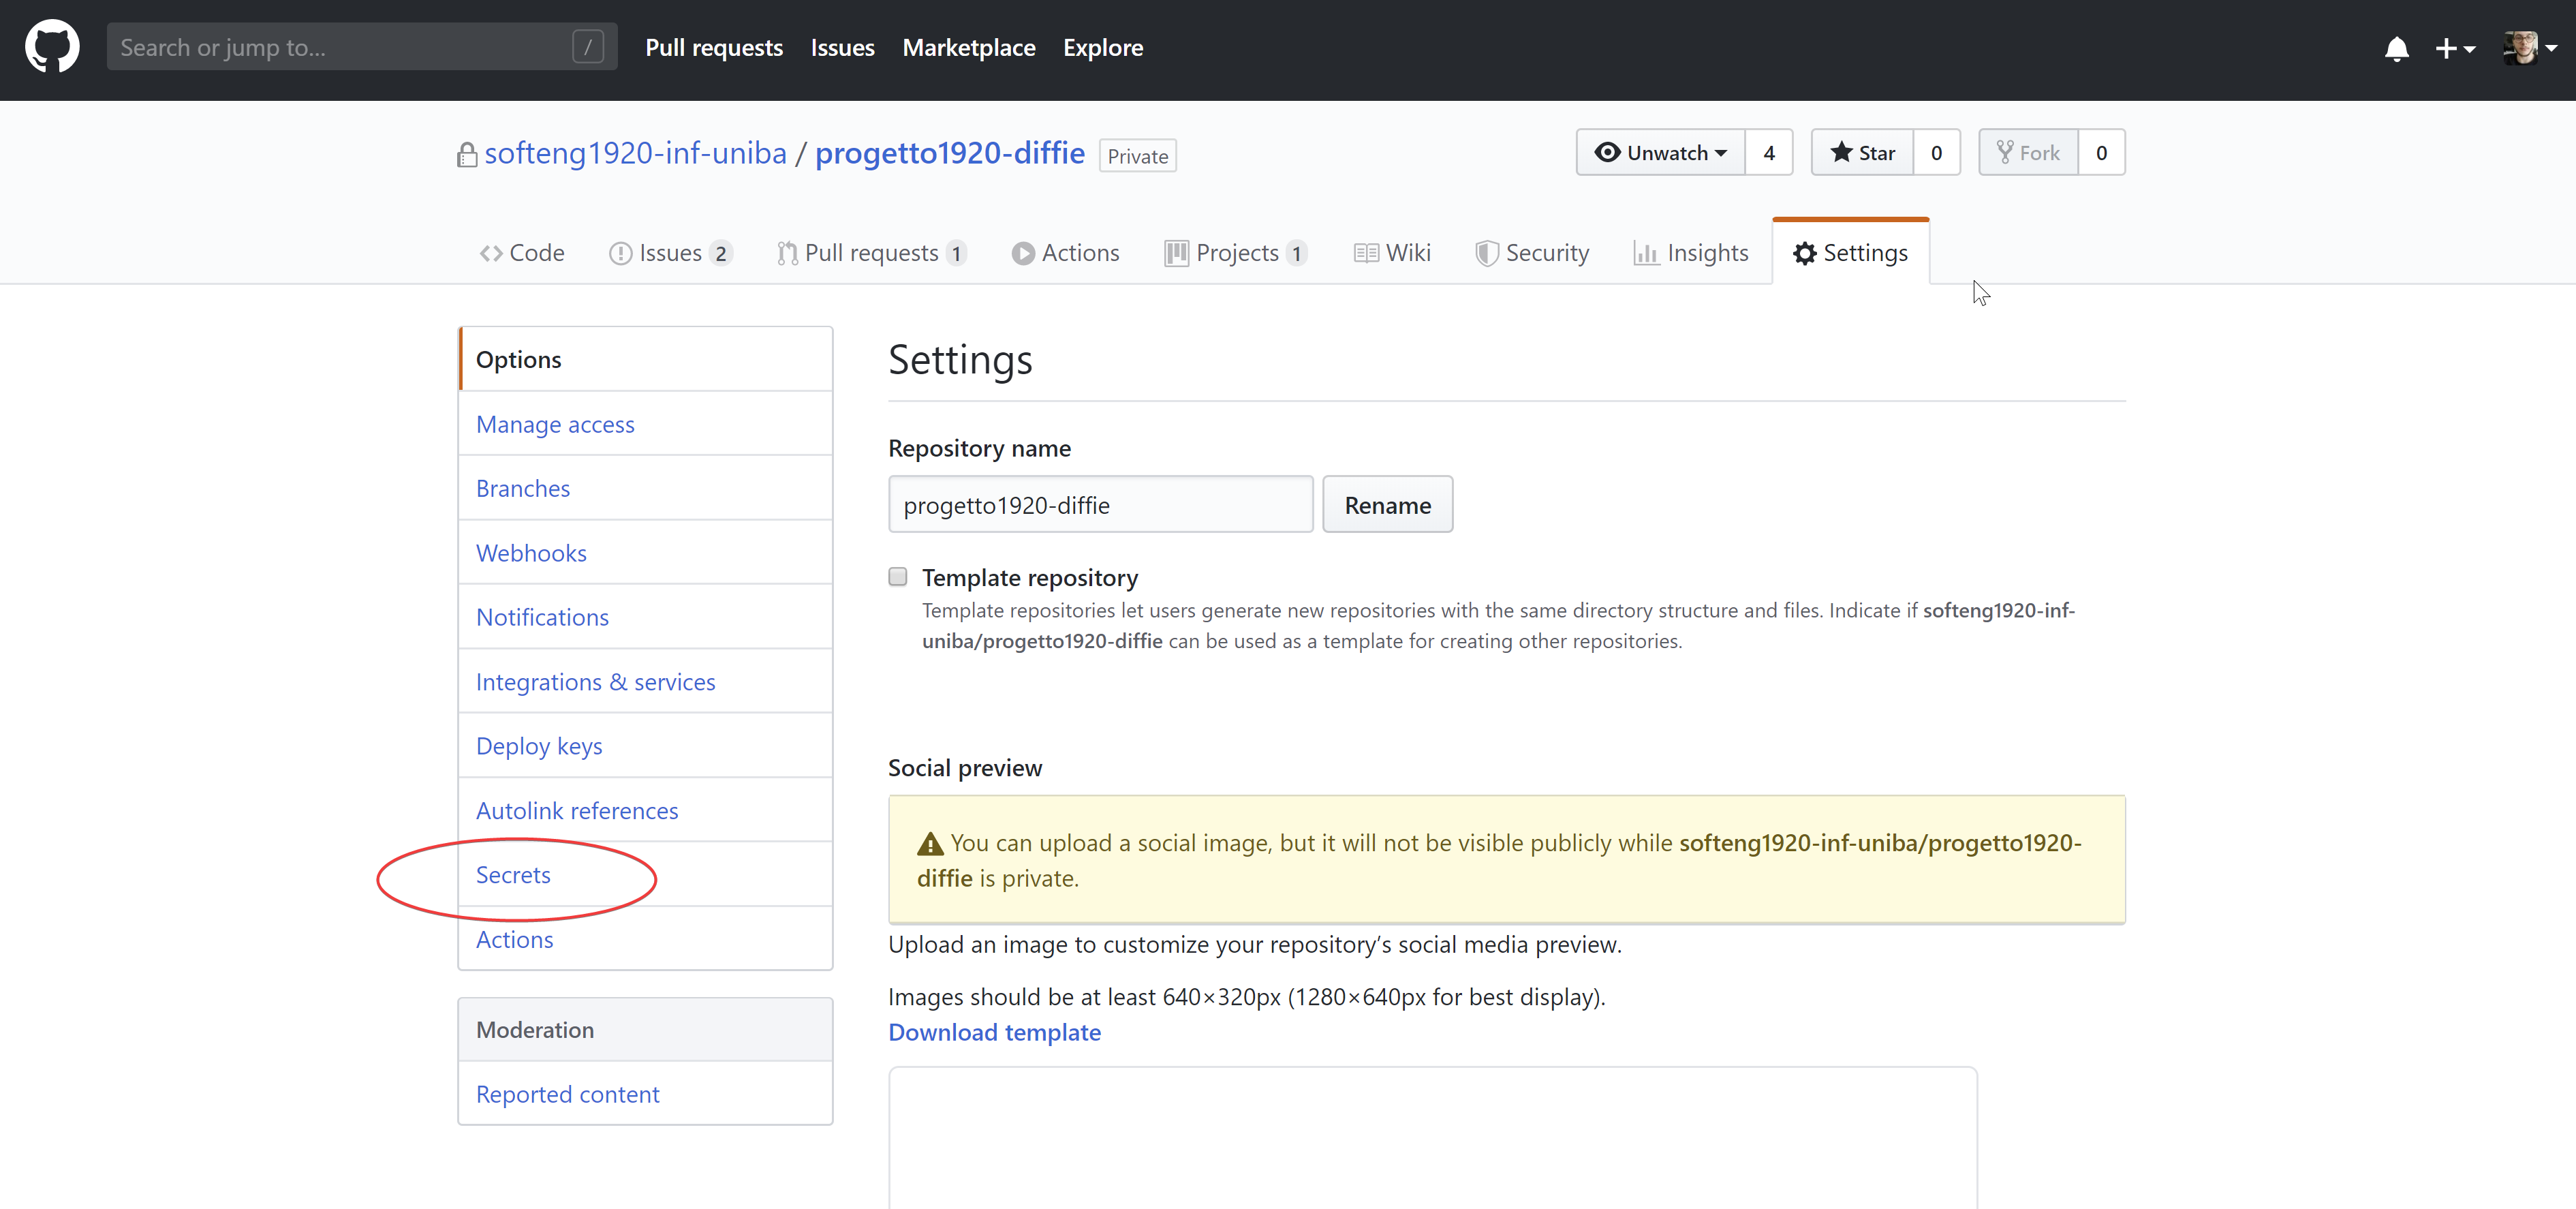 Search or jump to... / Pull requests Issues Marketplace Explore
softeng1920-inf-uniba / progetto1920-diffie Private Unwatch 4 Star 0 Fork 0
Code Issues 2 Pull requests 1 Actions Projects 1 Wiki Security Insights Settings
Options
Manage access
Branches
Webhooks
Notifications
Integrations & services
Deploy keys
Autolink references
Secrets
Actions
Moderation
Reported content
Settings
Repository name
progetto1920-diffie Rename
Template repository
Template repositories let users generate new repositories with the same directory structure and files. Indicate if softeng1920-inf-
uniba/progetto1920-diffie can be used as a template for creating other repositories.
Social preview
You can upload a social image, but it will not be visible publicly while softeng1920-inf-uniba/progetto1920-
diffie is private.
Upload an image to customize your repository’s social media preview.
Images should be at least 640×320px (1280×640px for best display).
Download template